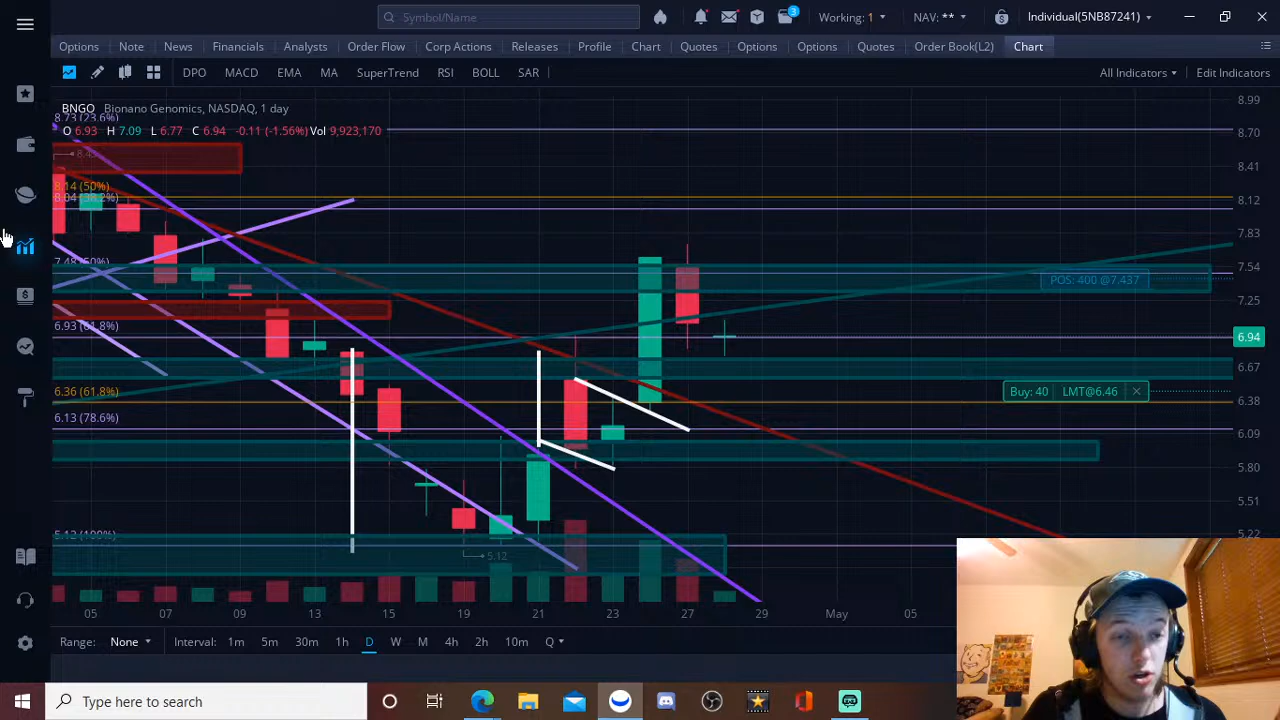 Symbol/Name
3
Working: 1
NAV: **
Individual(5NB87241)
Options Note News Financials Analysts Order Flow Corp Actions Releases Profile Chart Quotes Options Options Quotes Order Book(L2) Chart
DPO MACD EMA MA SuperTrend RSI BOLL SAR
All Indicators
Edit Indicators
BNGO Bionano Genomics, NASDAQ, 1 day
8.73 (23.6%)
O 6.93 H 7.09 L 6.77 C 6.94 -0.11 (-1.56%) Vol 9,923,170
8.14 (50%)
8.04 (38.2%)
7.48 (50%)
6.93 (61.8%)
6.36 (61.8%)
6.13 (78.6%)
5.12 (100%)
5.12
POS: 400 @7.437
Buy: 40 LMT@6.46
8.99
8.70
8.41
8.12
7.83
7.54
7.25
6.94
6.67
6.38
6.09
5.80
5.51
5.22
05 07 09 13 15 19 21 23 27 29 May 05
Range: None Interval: 1m 5m 30m 1h D W M 4h 2h 10m Q
Type here to search